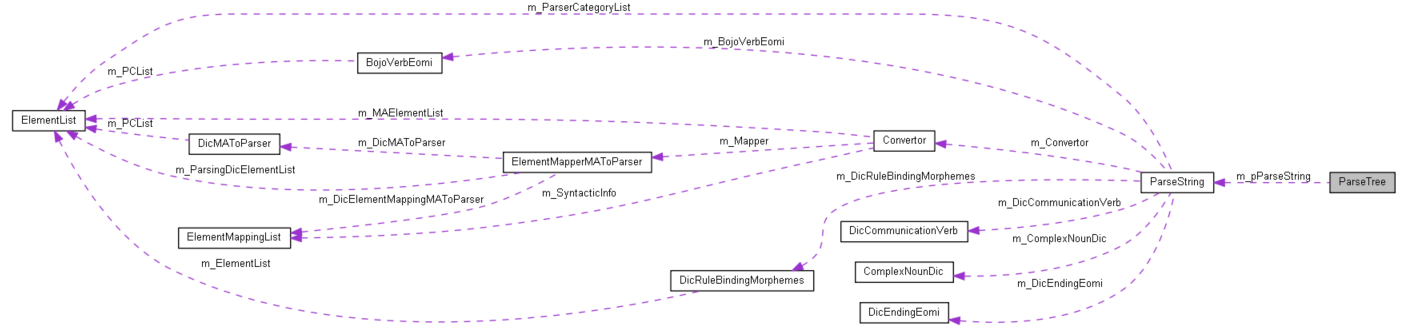 m_ParserCategoryList
m_BojoVerbEomi
BojoVerbEomi
m_PCList
m_MAElementList
ElementList
m_PCList
DicMAToParser
m_DicMAToParser
m_Mapper
Convertor
m_Convertor
ElementMapperMAToParser
m_ParsingDicElementList
m_DicRuleBindingMorphemes
m_pParseString
ParseString
ParseTree
m_SyntacticInfo
m_DicElementMappingMAToParser
m_DicCommunicationVerb
DicCommunicationVerb
ElementMappingList
m_ComplexNounDic
m_ElementList
ComplexNounDic
DicRuleBindingMorphemes
m_DicEndingEomi
DicEndingEomi